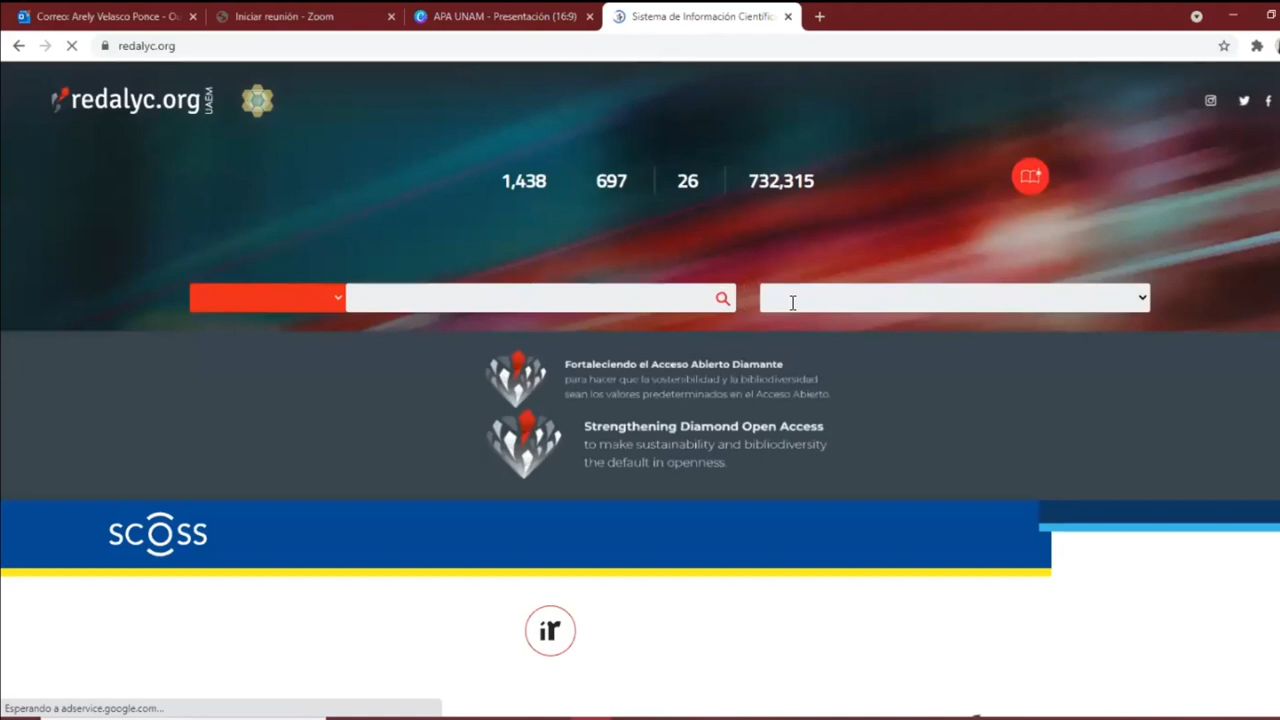 Correo: Arely Velasco Ponce - Ou
Iniciar reunión - Zoom
APA UNAM - Presentación (16:9)
Sistema de Información Científic
redalyc.org
redalyc.org
UAEM
1,438
697
26
732,315
Fortaleciendo el Acceso Abierto Diamante
para hacer que la sostenibilidad y la bibliodiversidad
sean los valores predeterminados en el Acceso Abierto.
Strengthening Diamond Open Access
to make sustainability and bibliodiversity
the default in openness.
SCOSS
ir
Esperando a adservice.google.com...